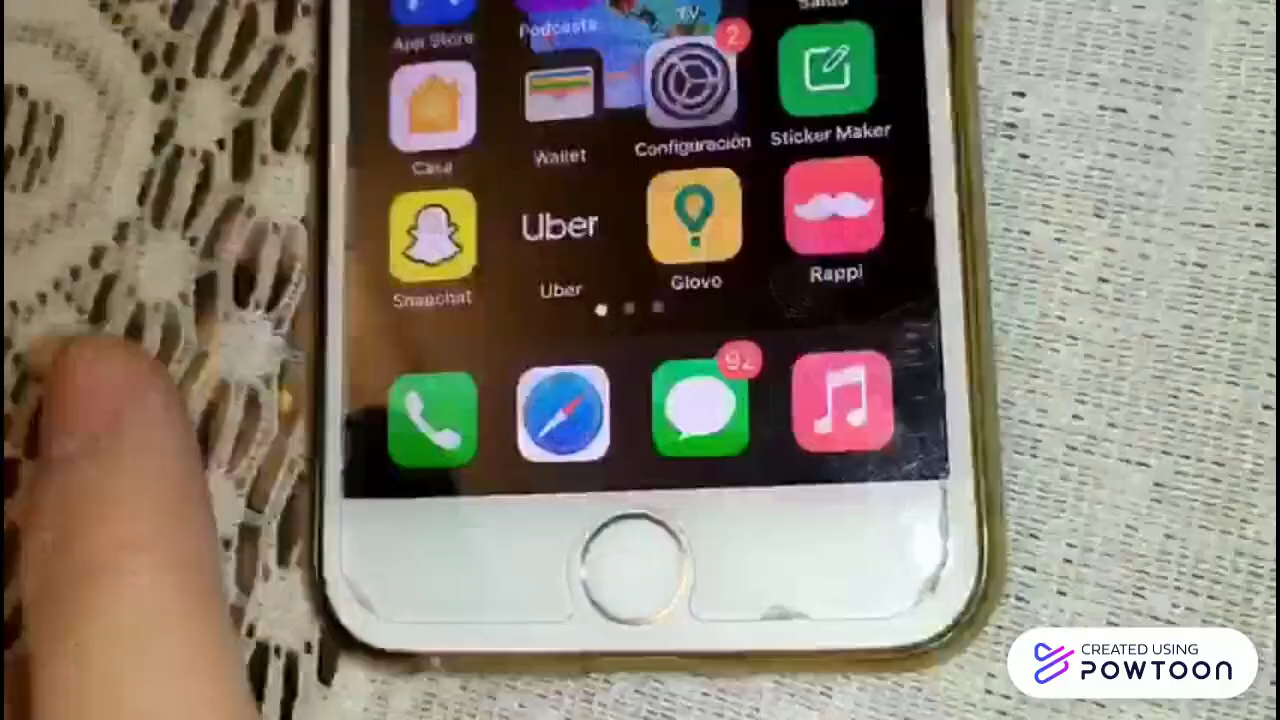 App Store
Podcasts
TV
Salud
2
Casa
Wallet
Configuración
Sticker Maker
Uber
Snapchat
Uber
Glovo
Rappi
92
CREATED USING
POWTOON